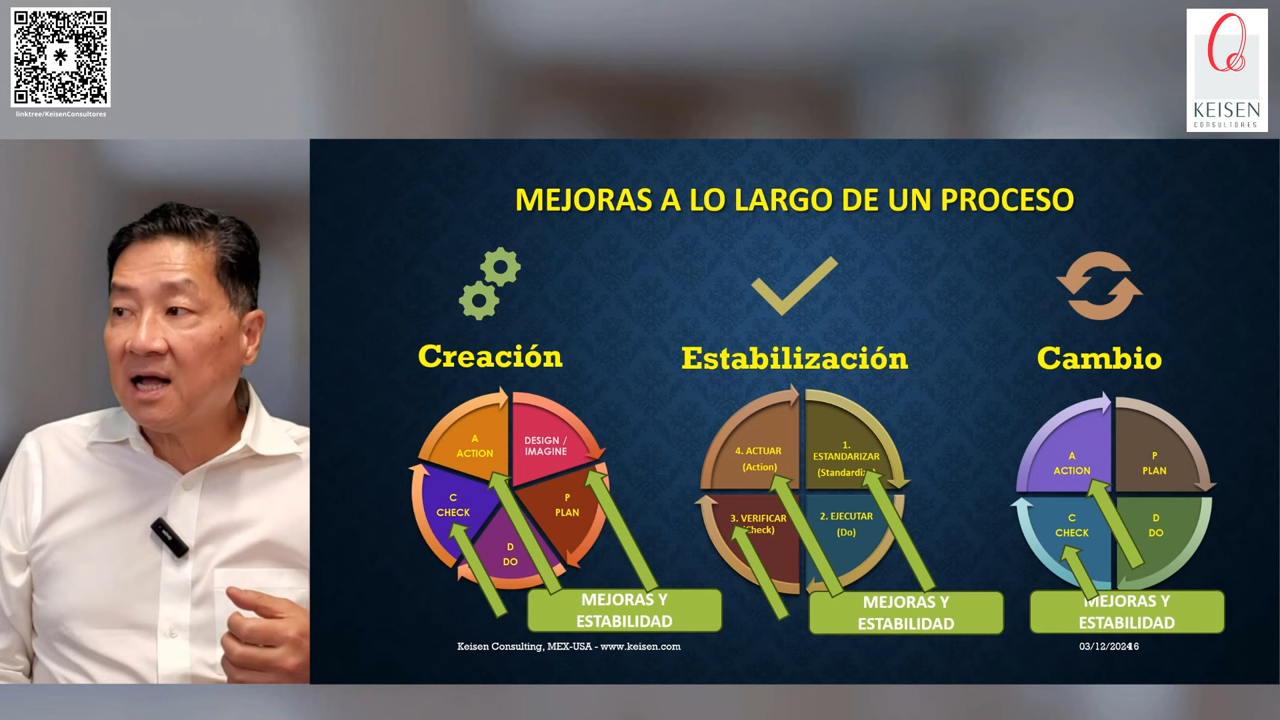 linktree/KeisenConsultores
KEISEN
CONSULTORES
MEJORAS A LO LARGO DE UN PROCESO
Creación
A
ACTION
DESIGN /
IMAGINE
P
PLAN
D
DO
C
CHECK
MEJORAS Y
ESTABILIDAD
Estabilización
4. ACTUAR
(Action)
1.
ESTANDARIZAR
2. EJECUTAR
(Do)
3. VERIFICAR
MEJORAS Y
ESTABILIDAD
Cambio
A
ACTION
P
PLAN
D
DO
C
CHECK
MEJORAS Y
ESTABILIDAD
Keisen Consulting, MEX-USA - www.keisen.com